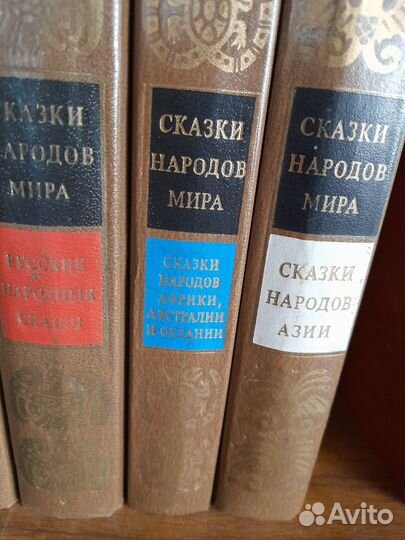 СКАЗКИ
НАРОДОВ
МИРА
РУССКИЕ
НАРОДНЫЕ
СКАЗКИ
СКАЗКИ
НАРОДОВ
МИРА
СКАЗКИ
НАРОДОВ
АФРИКИ,
АВСТРАЛИИ
И ОКЕАНИИ
СКАЗКИ
НАРОДОВ
МИРА
СКАЗКИ
НАРОДОВ
АЗИИ
Avito